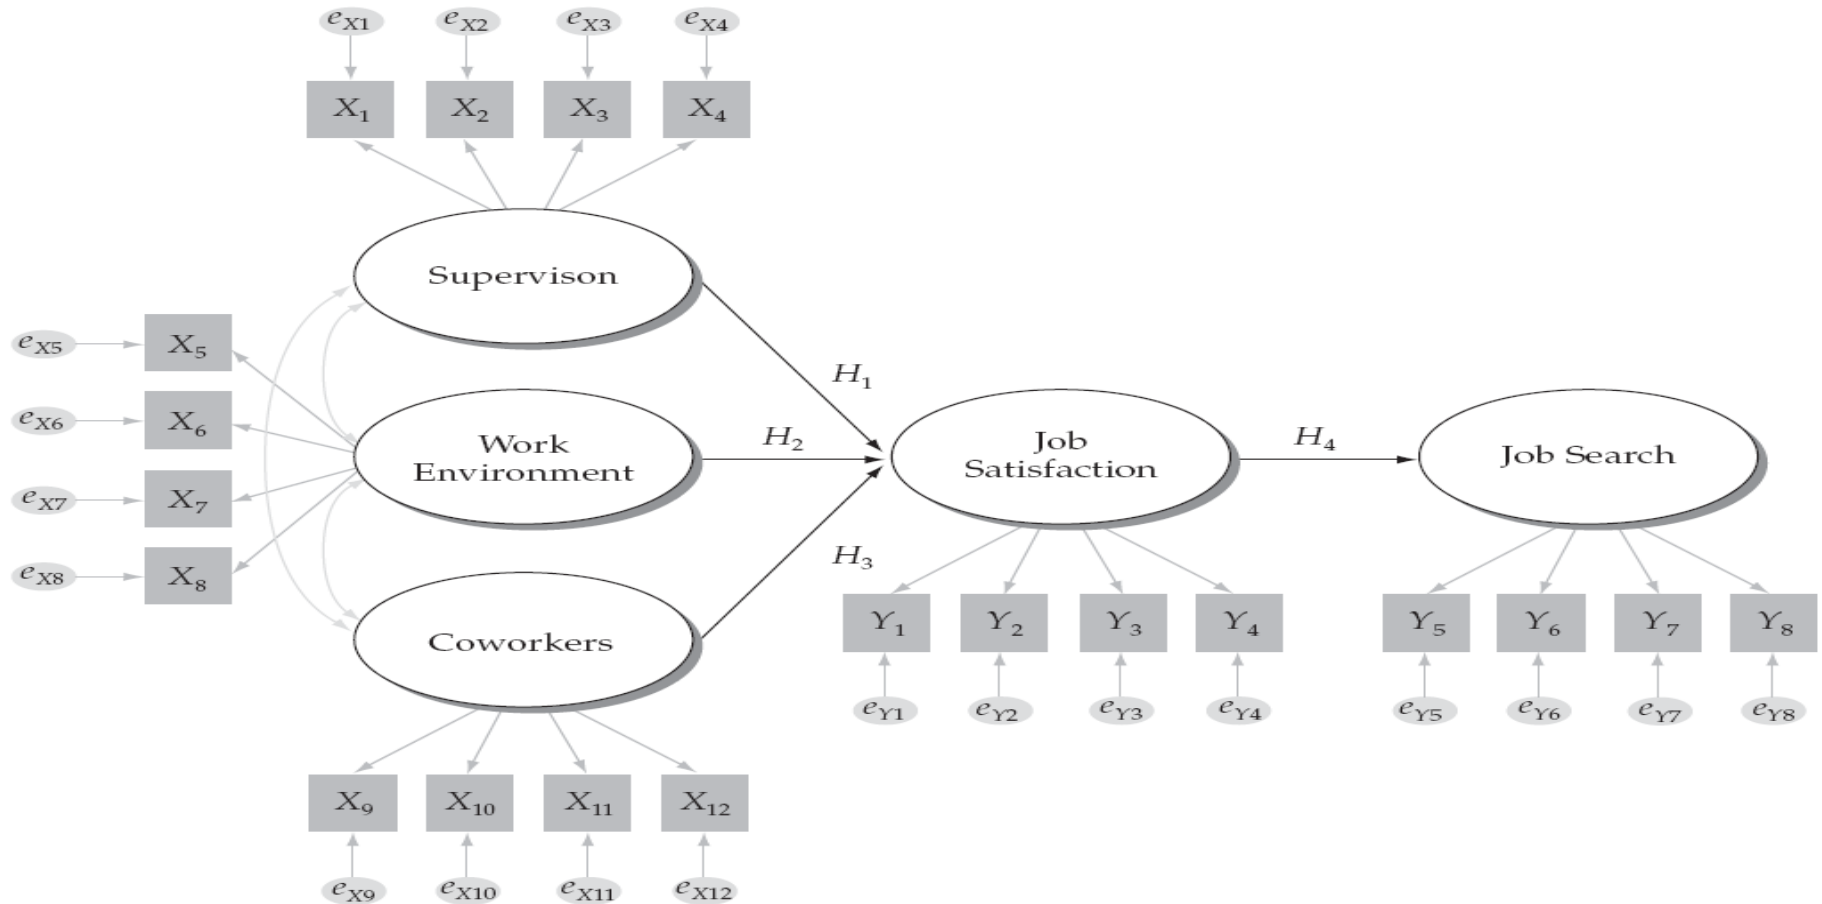 eX1 eX2 eX3 eX4
X1 X2 X3 X4
Supervison
eX5 X5
eX6 X6
eX7 X7
eX8 X8
H1
Work
Environment
H2
Job
Satisfaction
H4
Job Search
H3
Coworkers
Y1 Y2 Y3 Y4 Y5 Y6 Y7 Y8
eY1 eY2 eY3 eY4 eY5 eY6 eY7 eY8
X9 X10 X11 X12
eX9 eX10 eX11 eX12